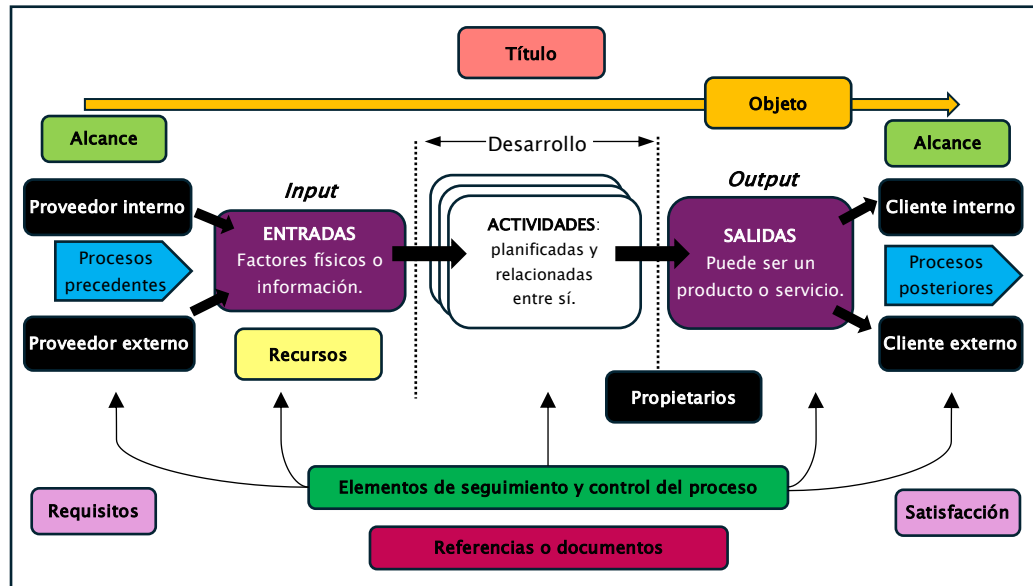 Título
Objeto
Alcance
Alcance
Desarrollo
Input
Output
Proveedor interno
Cliente interno
ENTRADAS
Factores físicos o
información.
ACTIVIDADES:
planificadas y
relacionadas
entre sí.
SALIDAS
Puede ser un
producto o servicio.
Procesos
precedentes
Procesos
posteriores
Proveedor externo
Cliente externo
Recursos
Propietarios
Elementos de seguimiento y control del proceso
Requisitos
Satisfacción
Referencias o documentos